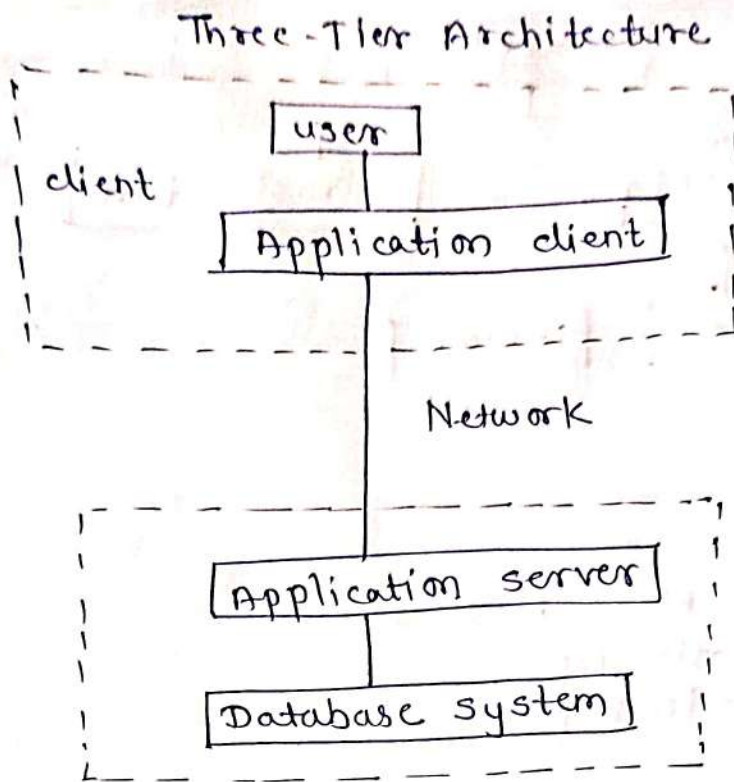 Three-Tier Architecture
user
client
Application client
Network
Application server
Database system